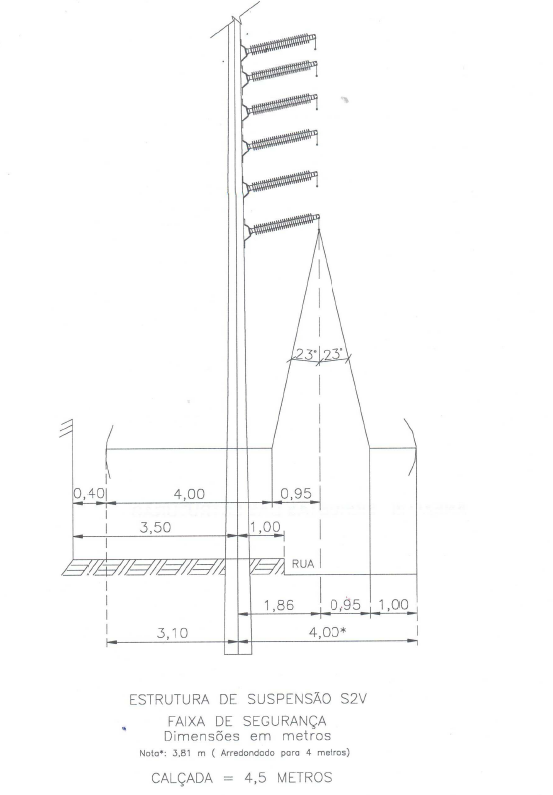 23° 23°
0,40 4,00 0,95
3,50 1,00
RUA
1,86 0,95 1,00
3,10 4,00*
ESTRUTURA DE SUSPENSÃO S2V
FAIXA DE SEGURANÇA
Dimensões em metros
Nota*: 3,81 m ( Arredondado para 4 metros)
CALÇADA = 4,5 METROS